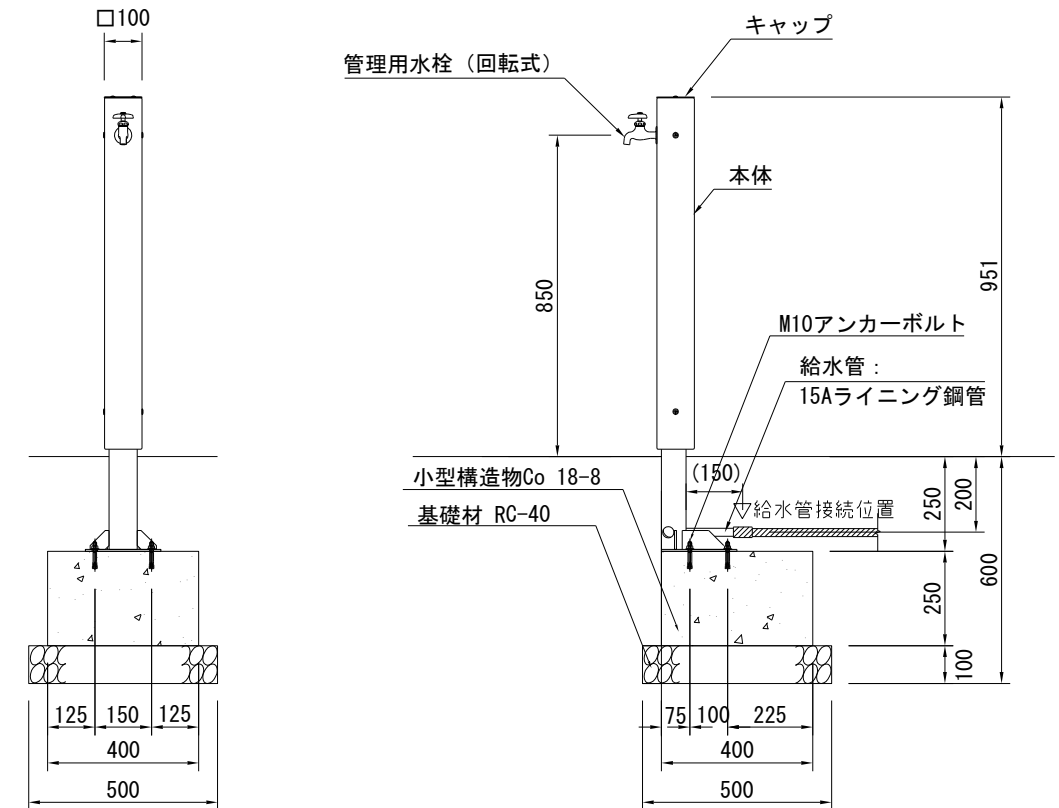 □100
キャップ
管理用水栓（回転式）
本体
850
951
M10アンカーボルト
給水管：
15Aライニング鋼管
小型構造物Co 18-8
(150)
基礎材 RC-40
▽給水管接続位置
250
200
600
250
100
125
150
125
400
500
75
100
225
400
500